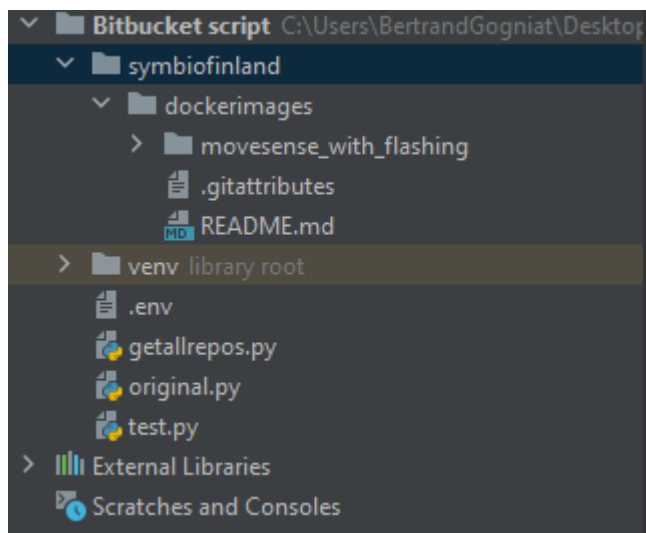 Bitbucket script C:\Users\BertrandGogniat\Desktop
symbiofinland
dockerimages
movesense_with_flashing
.gitattributes
MD README.md
venv library root
.env
getallrepos.py
original.py
test.py
External Libraries
Scratches and Consoles